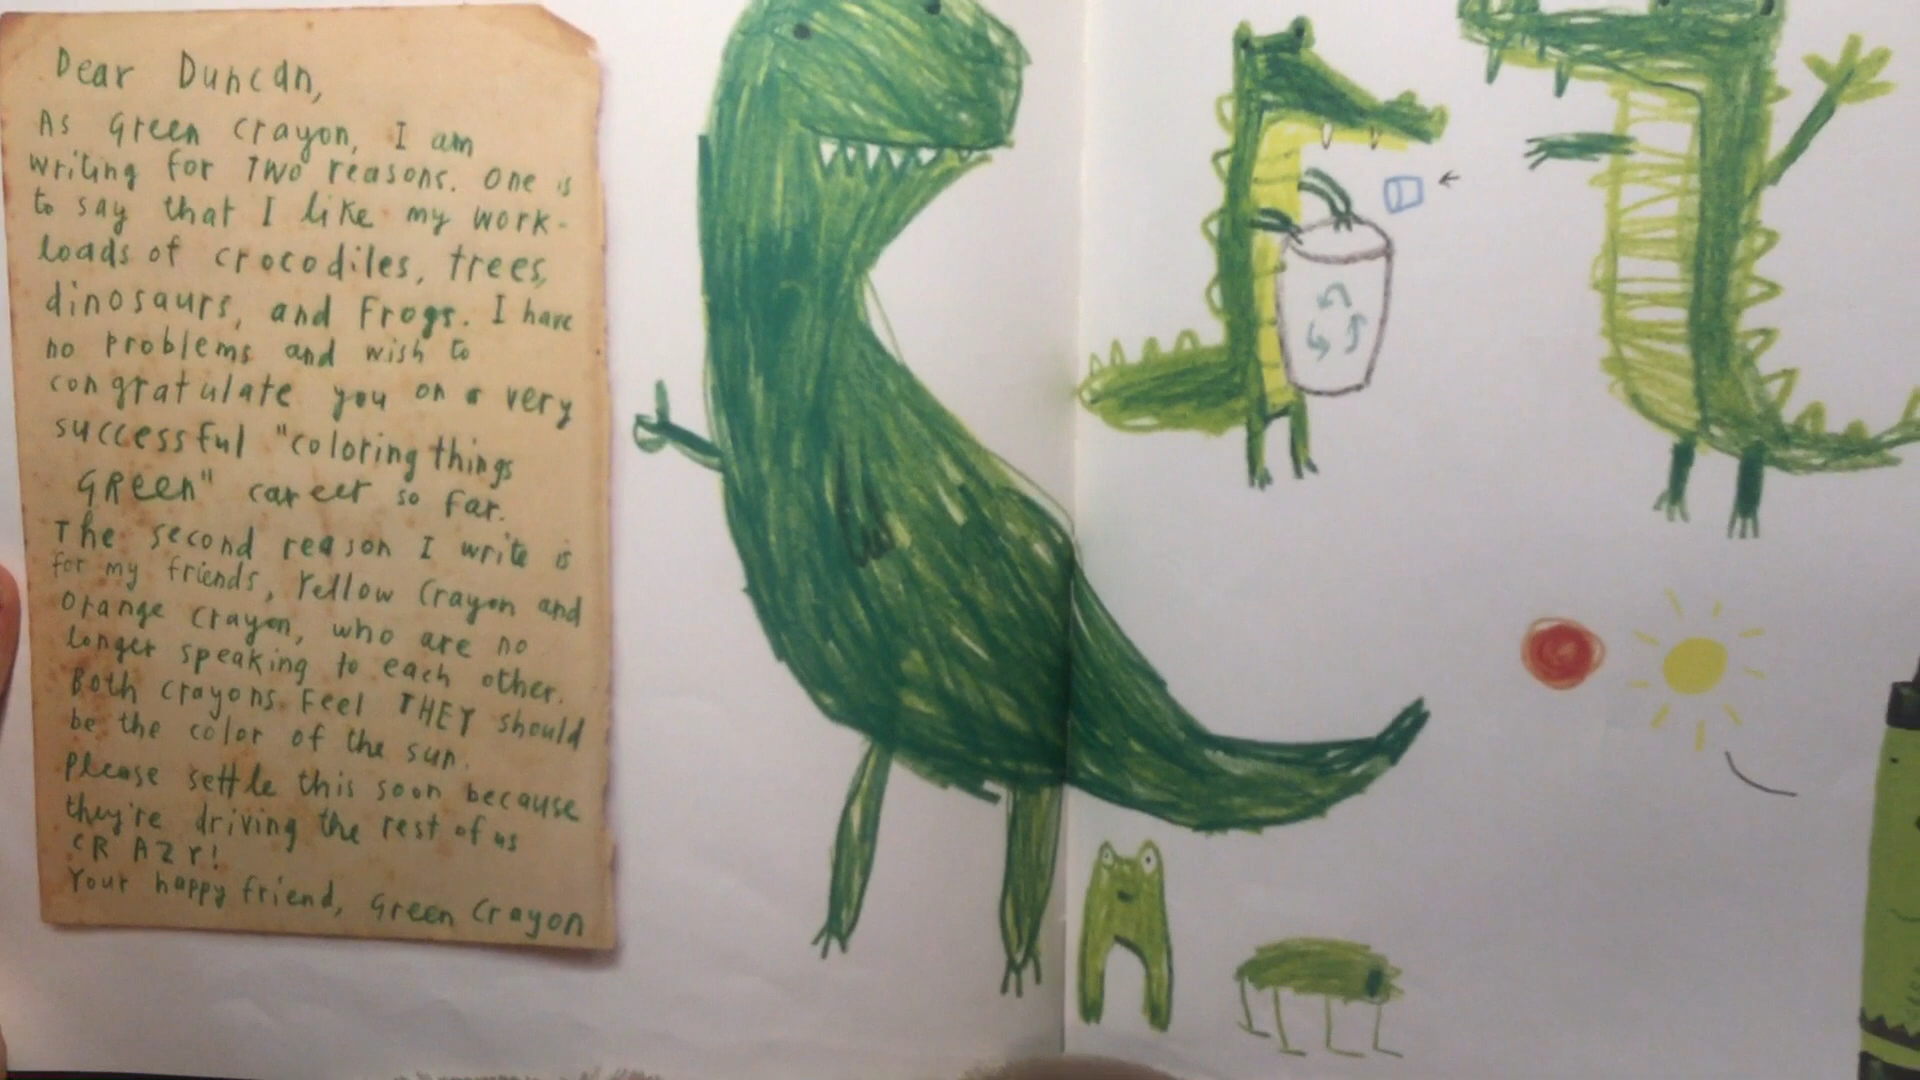 Dear Duncan,
As Green crayon, I am
writing for TWO reasons. One is
to say that I like my work-
loads of crocodiles, trees,
dinosaurs, and frogs. I have
no problems and wish to
congratulate you on a very
successful "coloring things
GReen" career so far.
The second reason I write is
for my friends, Yellow Crayon and
Orange Crayon, who are no
longer speaking to each other.
Both crayons feel THEY should
be the color of the sun.
Please settle this soon because
they're driving the rest of us
CRAZY!
Your happy friend, Green Crayon